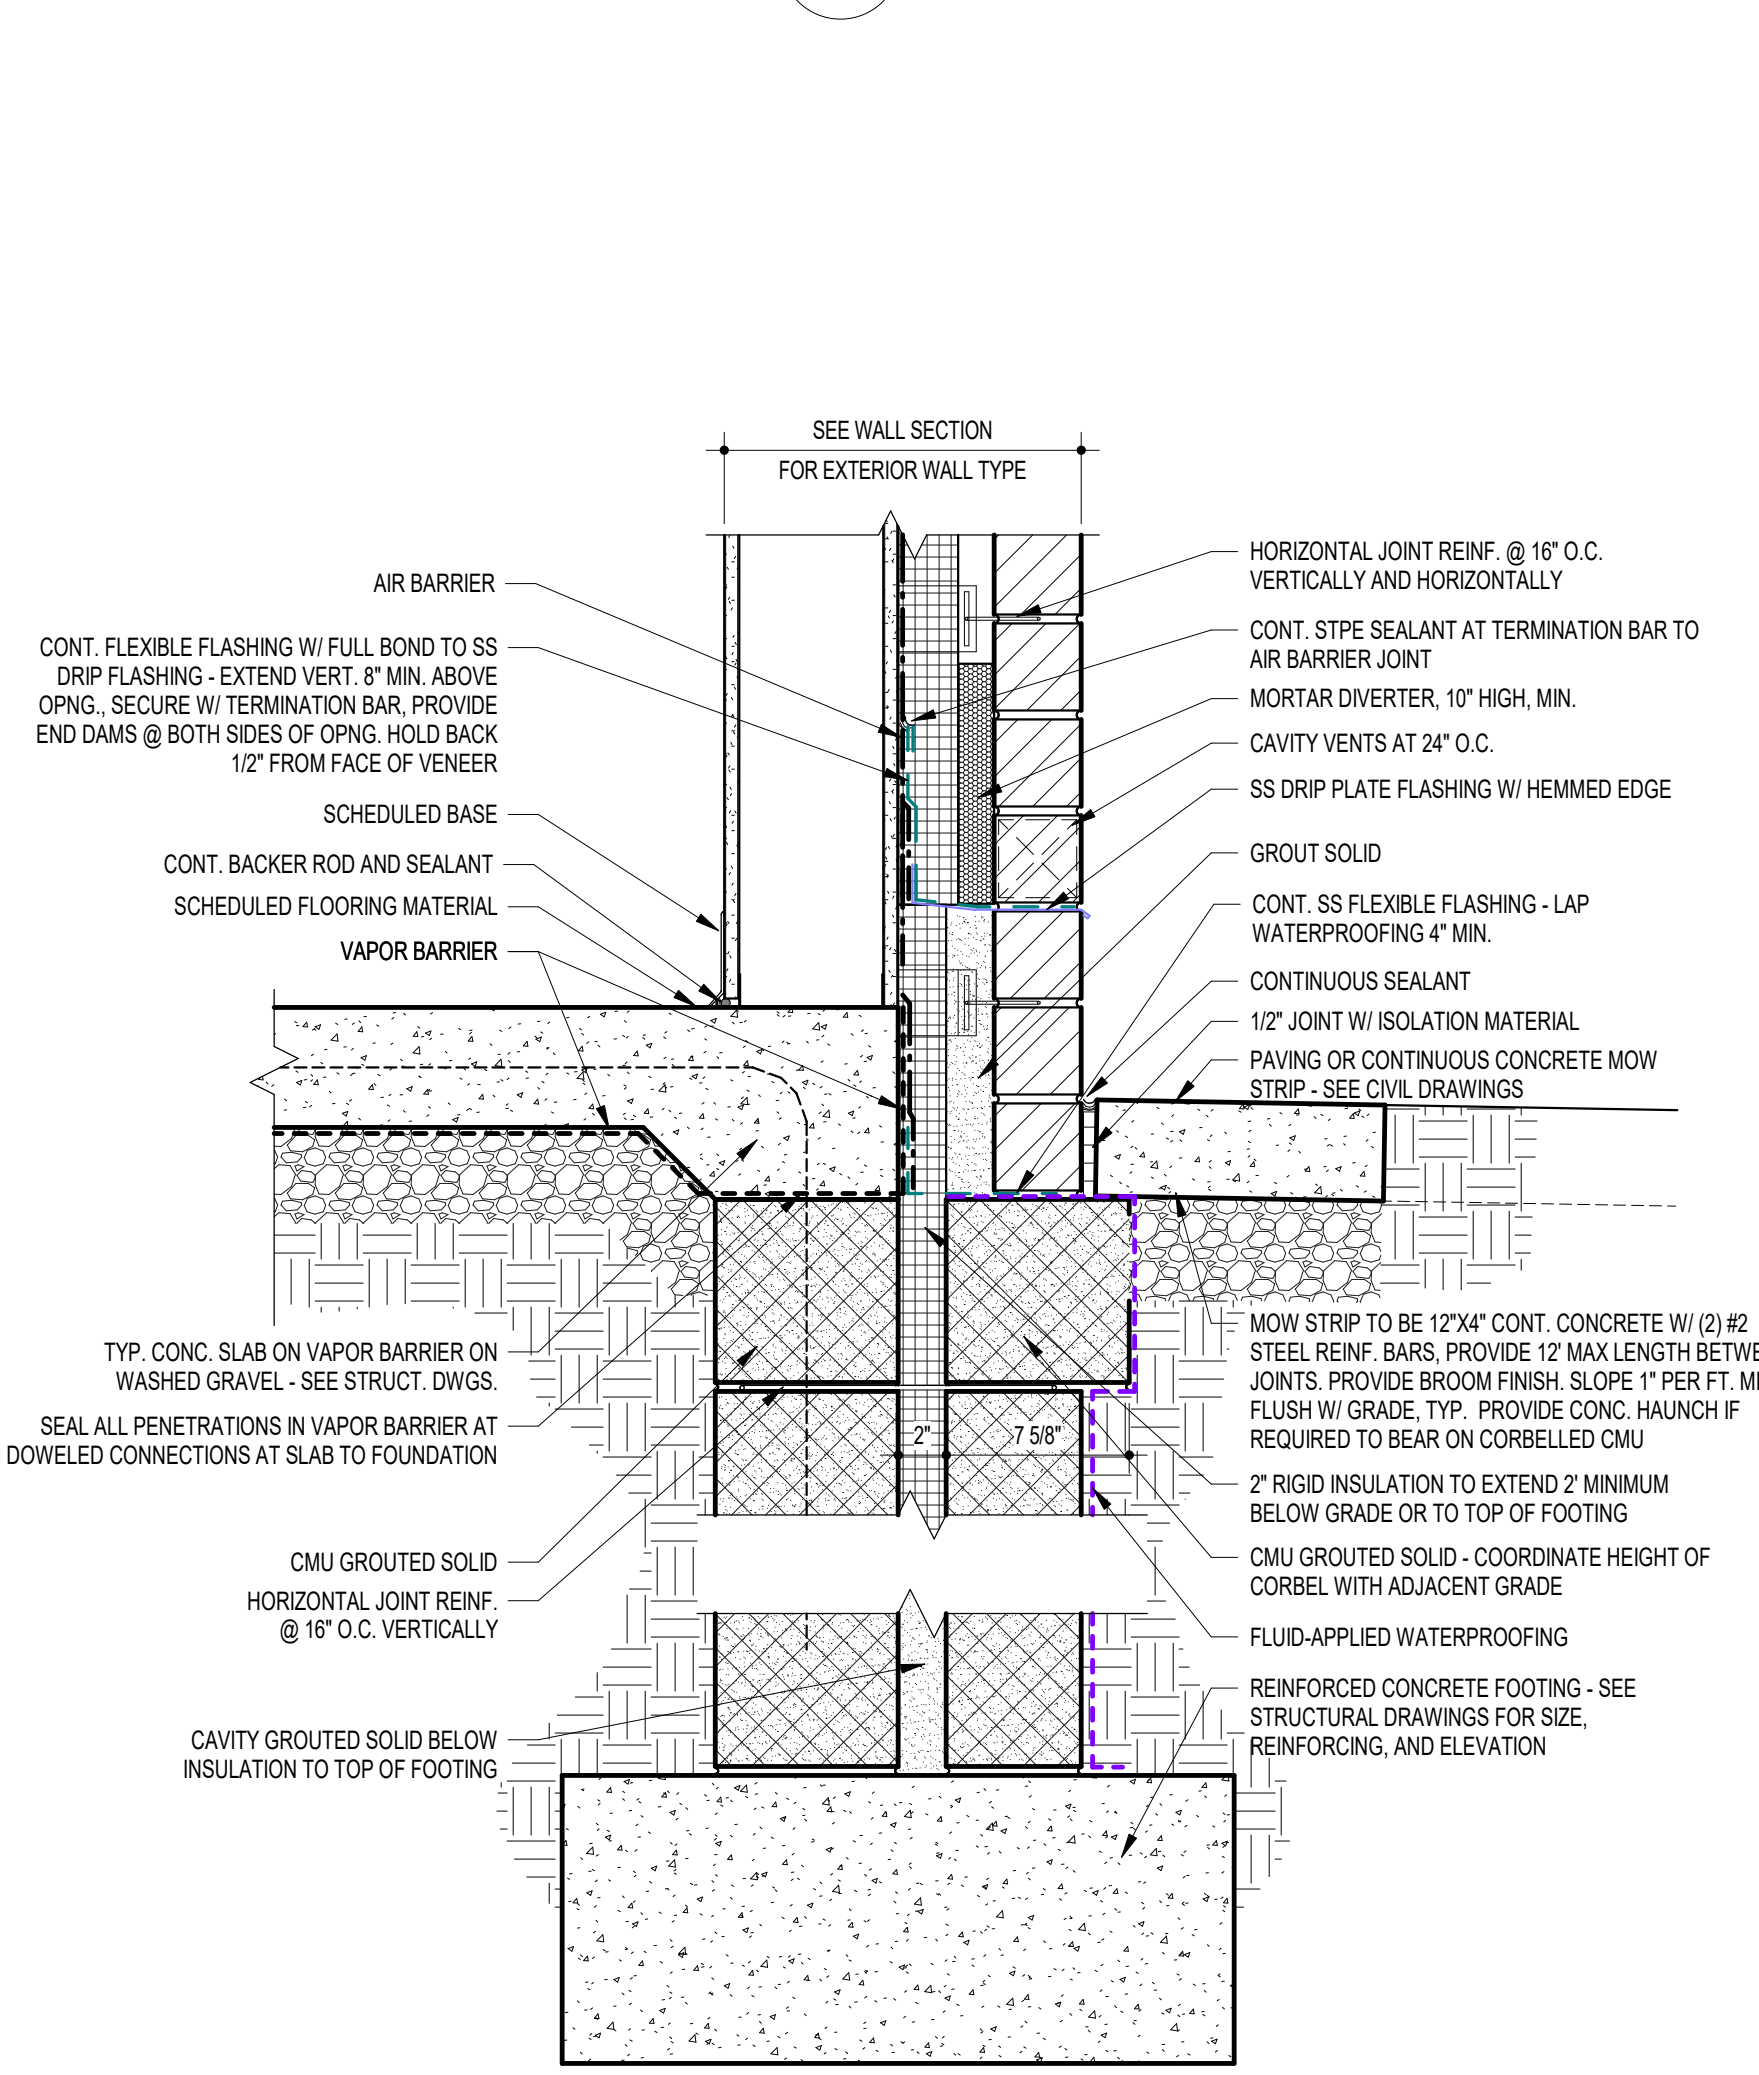 SEE WALL SECTION
FOR EXTERIOR WALL TYPE
AIR BARRIER
CONT. FLEXIBLE FLASHING W/ FULL BOND TO SS
DRIP FLASHING - EXTEND VERT. 8" MIN. ABOVE
OPNG., SECURE W/ TERMINATION BAR, PROVIDE
END DAMS @ BOTH SIDES OF OPNG. HOLD BACK
1/2" FROM FACE OF VENEER
SCHEDULED BASE
CONT. BACKER ROD AND SEALANT
SCHEDULED FLOORING MATERIAL
VAPOR BARRIER
TYP. CONC. SLAB ON VAPOR BARRIER ON
WASHED GRAVEL - SEE STRUCT. DWGS.
SEAL ALL PENETRATIONS IN VAPOR BARRIER AT
DOWELED CONNECTIONS AT SLAB TO FOUNDATION
CMU GROUTED SOLID
HORIZONTAL JOINT REINF.
@ 16" O.C. VERTICALLY
CAVITY GROUTED SOLID BELOW
INSULATION TO TOP OF FOOTING
2"
7 5/8"
HORIZONTAL JOINT REINF. @ 16" O.C.
VERTICALLY AND HORIZONTALLY
CONT. STPE SEALANT AT TERMINATION BAR TO
AIR BARRIER JOINT
MORTAR DIVERTER, 10" HIGH, MIN.
CAVITY VENTS AT 24" O.C.
SS DRIP PLATE FLASHING W/ HEMMED EDGE
GROUT SOLID
CONT. SS FLEXIBLE FLASHING - LAP
WATERPROOFING 4" MIN.
CONTINUOUS SEALANT
1/2" JOINT W/ ISOLATION MATERIAL
PAVING OR CONTINUOUS CONCRETE MOW
STRIP - SEE CIVIL DRAWINGS
MOW STRIP TO BE 12"X4" CONT. CONCRETE W/ (2) #2
STEEL REINF. BARS, PROVIDE 12' MAX LENGTH
JOINTS. PROVIDE BROOM FINISH. SLOPE 1" PER FT.
FLUSH W/ GRADE, TYP. PROVIDE CONC. HAUNCH IF
REQUIRED TO BEAR ON CORBELLED CMU
2" RIGID INSULATION TO EXTEND 2' MINIMUM
BELOW GRADE OR TO TOP OF FOOTING
CMU GROUTED SOLID - COORDINATE HEIGHT OF
CORBEL WITH ADJACENT GRADE
FLUID-APPLIED WATERPROOFING
REINFORCED CONCRETE FOOTING - SEE
STRUCTURAL DRAWINGS FOR SIZE,
REINFORCING, AND ELEVATION